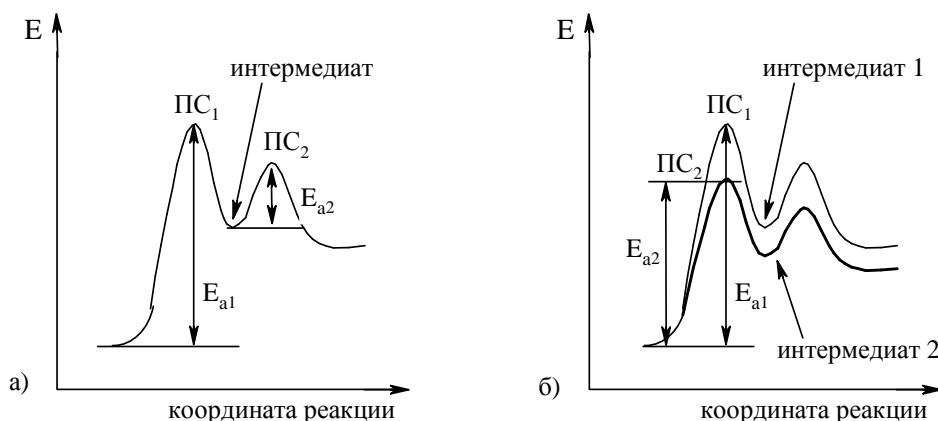 E
интермедиат
ПС₁
ПС₂
Eₐ₂
Eₐ₁
а)
координата реакции
E
интермедиат 1
ПС₁
ПС₂
Eₐ₂
Eₐ₁
интермедиат 2
б)
координата реакции